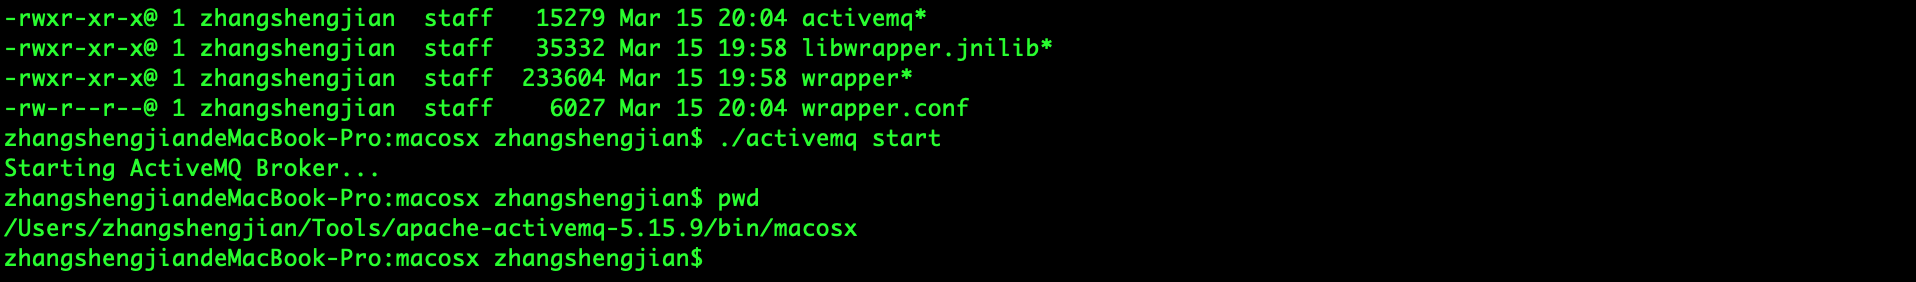 -rwxr-xr-x@ 1 zhangshengjian  staff   15279 Mar 15 20:04 activemq*
-rwxr-xr-x@ 1 zhangshengjian  staff   35332 Mar 15 19:58 libwrapper.jnilib*
-rwxr-xr-x@ 1 zhangshengjian  staff  233604 Mar 15 19:58 wrapper*
-rw-r--r--@ 1 zhangshengjian  staff    6027 Mar 15 20:04 wrapper.conf
zhangshengjiandeMacBook-Pro:macosx zhangshengjian$ ./activemq start
Starting ActiveMQ Broker...
zhangshengjiandeMacBook-Pro:macosx zhangshengjian$ pwd
/Users/zhangshengjian/Tools/apache-activemq-5.15.9/bin/macosx
zhangshengjiandeMacBook-Pro:macosx zhangshengjian$